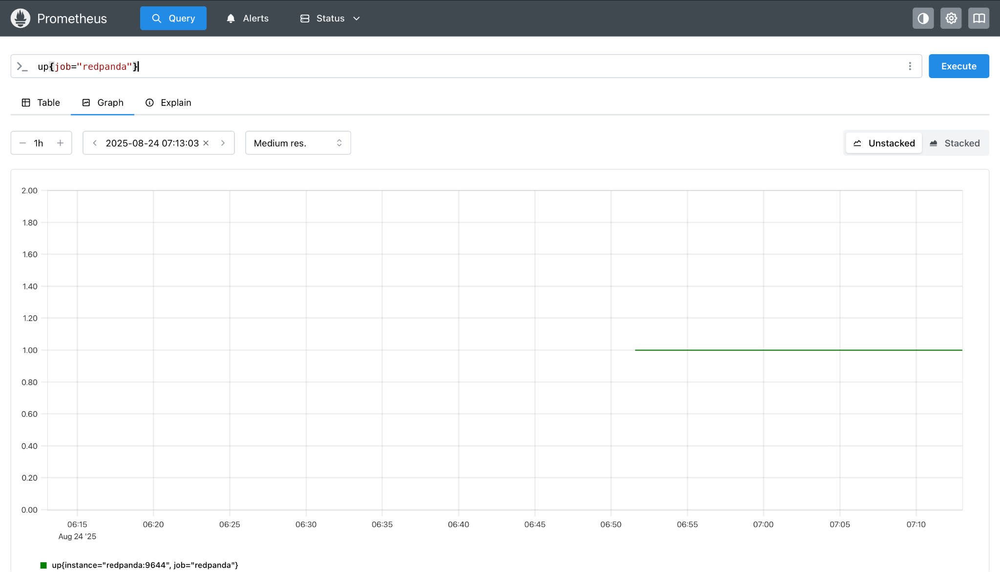 Prometheus Query Alerts Status
>_ up{job="redpanda"} Execute
Table Graph Explain
1h 2025-08-24 07:13:03 Medium res. Unstacked Stacked
2.00
1.80
1.60
1.40
1.20
1.00
0.80
0.60
0.40
0.20
0.00
06:15 06:20 06:25 06:30 06:35 06:40 06:45 06:50 06:55 07:00 07:05 07:10
Aug 24 '25
up{instance="redpanda:9644", job="redpanda"}